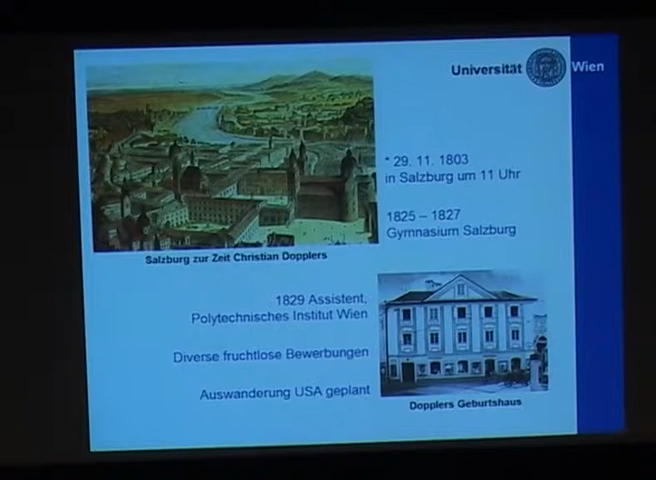 Universität Wien
* 29. 11. 1803
in Salzburg um 11 Uhr
1825 – 1827
Gymnasium Salzburg
Salzburg zur Zeit Christian Dopplers
1829 Assistent,
Polytechnisches Institut Wien
Diverse fruchtlose Bewerbungen
Auswanderung USA geplant
Dopplers Geburtshaus